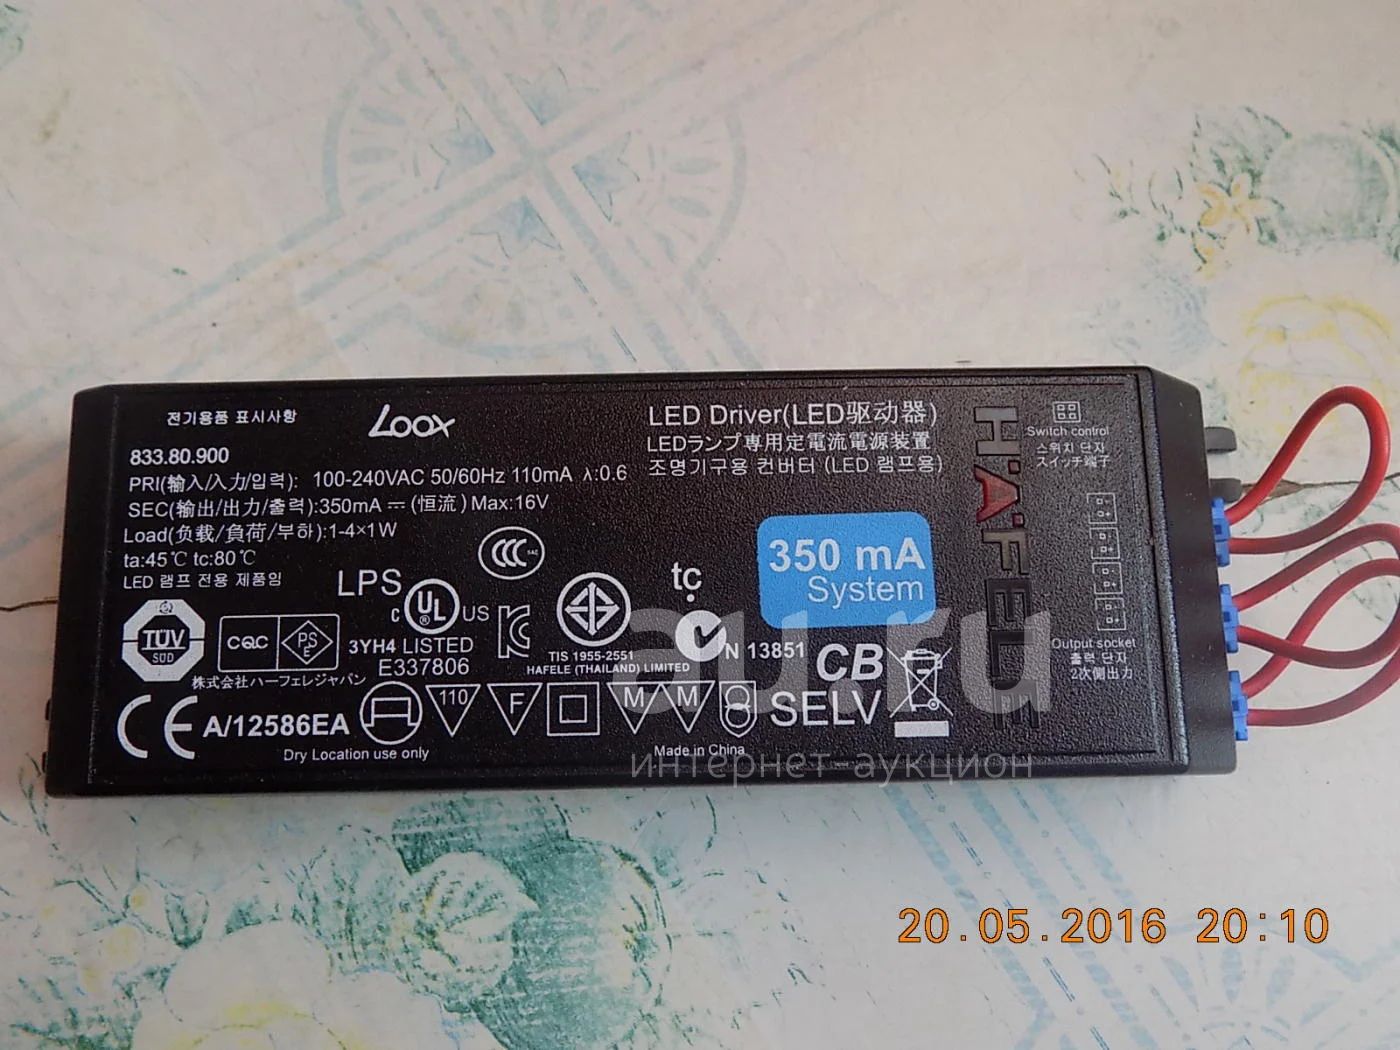 전기용품 표시사항
Loox
833.80.900
PRI(输入/入力/입력): 100-240VAC 50/60Hz 110mA λ:0.6
SEC(输出/出力/출력):350mA ⎓ (恒流) Max:16V
Load(负载/負荷/부하):1-4×1W
ta:45℃ tc:80℃
LED 램프 전용 제품임
LED Driver(LED驱动器)
LEDランプ専用定電流電源装置
조명기구용 컨버터 (LED 램프용)
350 mA
System
HÄFELE
Switch control
스위치 단자
スイッチ端子
Output socket
출력 단자
2次側出力
LPS
C UL ® US
3YH4 LISTED
E337806
CCC S&E
TIS 1955-2551
HAFELE (THAILAND) LIMITED
tc
N 13851
CB
TÜV
SÜD
CQC
PS
E
株式会社ハーフェレジャパン
CE A/12586EA
110
F
M M
SELV
Dry Location use only
Made in China
au.ru
интернет-аукцион
20.05.2016 20:10